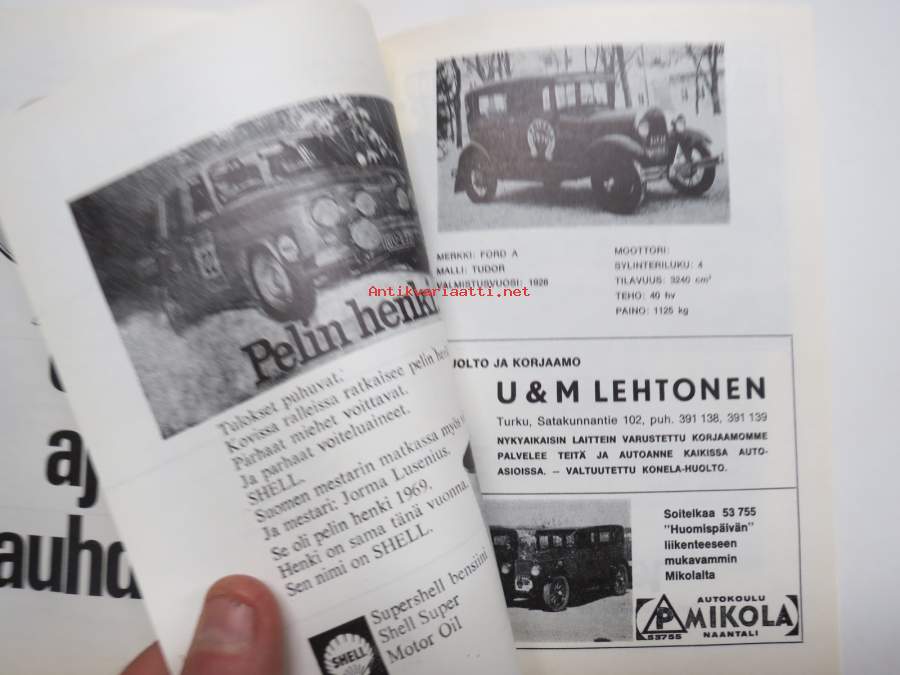 Pelin henki
Tulokset puhuvat.
Kovissa ralleissa ratkaisee pelin
Parhaat miehet voittavat.
Ja parhaat voiteluaineet.
SHELL.
Suomen mestarin matkassa myös
Ja mestari: Jorma Lusenius.
Se oli pelin henki 1969.
Henki on sama tänä vuonna.
Sen nimi on SHELL.
SHELL
Supershell bensiini
Shell Super
Motor Oil
auhd
MERKKI: FORD A
MALLI: TUDOR
VALMISTUSVUOSI: 1928
MOOTTORI:
SYLINTERILUKU: 4
TILAVUUS: 3240 cm³
TEHO: 40 hv
PAINO: 1125 kg
Antikvariaatti.net
JA KORJAAMO
U & M LEHTONEN
Turku, Satakunnantie 102, puh. 391 138, 391 139
NYKYAIKAISIN LAITTEIN VARUSTETTU KORJAAMOMME
PALVELEE TEITÄ JA AUTOANNE KAIKISSA AUTO-
ASIOISSA. – VALTUUTETTU KONELA-HUOLTO.
Soitelkaa 53 755
"Huomispäivän"
liikenteeseen
mukavammin
Mikolalta
AUTOKOULU
P MIKOLA
53755 NAANTALI